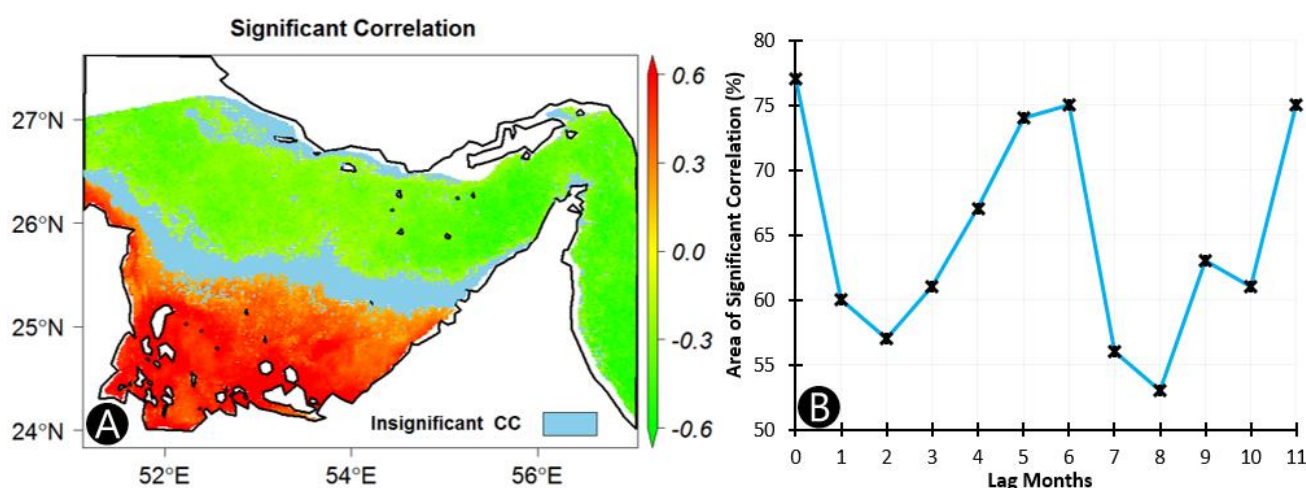 Significant Correlation
27°N
26°N
25°N
24°N
52°E
54°E
56°E
0.6
0.3
0.0
-0.3
-0.6
Insignificant CC
A
Area of Significant Correlation (%)
80
75
70
65
60
55
50
0 1 2 3 4 5 6 7 8 9 10 11
Lag Months
B